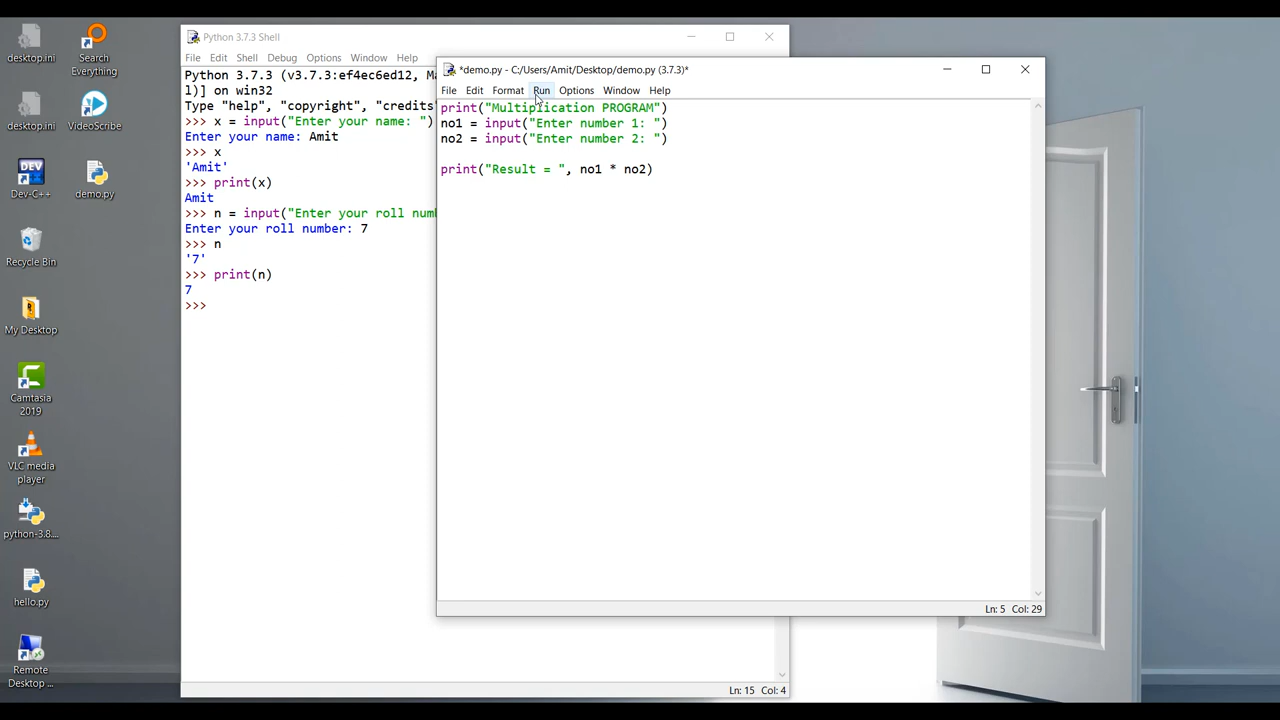 desktop.ini
Search
Everything
desktop.ini
VideoScribe
Dev-C++
demo.py
Recycle Bin
My Desktop
Camtasia
2019
VLC media
player
python-3.8....
hello.py
Remote
Desktop ...
Python 3.7.3 Shell
File Edit Shell Debug Options Window Help
Python 3.7.3 (v3.7.3:ef4ec6ed12, Ma
l)] on win32
Type "help", "copyright", "credits"
>>> x = input("Enter your name: ")
Enter your name: Amit
>>> x
'Amit'
>>> print(x)
Amit
>>> n = input("Enter your roll numb
Enter your roll number: 7
>>> n
'7'
>>> print(n)
7
>>>
Ln: 15 Col: 4
*demo.py - C:/Users/Amit/Desktop/demo.py (3.7.3)*
File Edit Format Run Options Window Help
print("Multiplication PROGRAM")
no1 = input("Enter number 1: ")
no2 = input("Enter number 2: ")
print("Result = ", no1 * no2)
Ln: 5 Col: 29
DEV